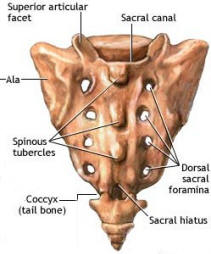 Superior articular
facet
Sacral canal
Ala
Spinous
tubercles
Dorsal
sacral
foramina
Coccyx
(tail bone)
Sacral hiatus